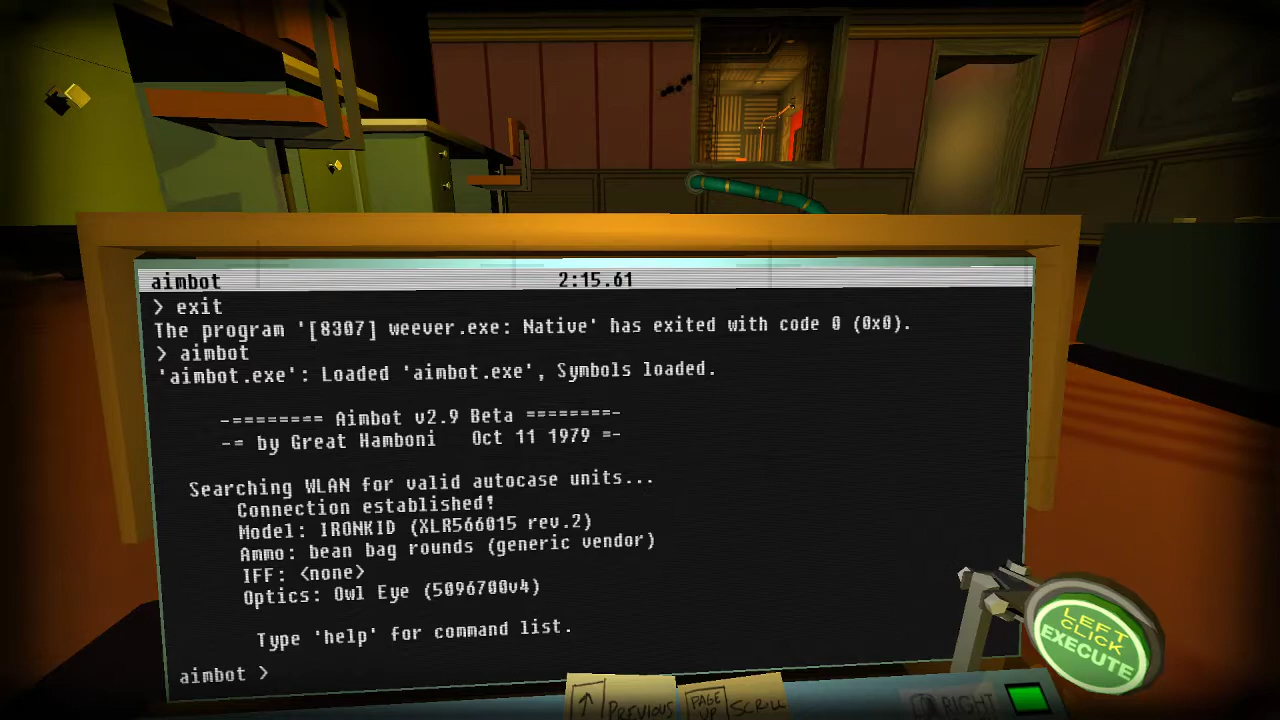 aimbot 2:15.61
> exit
The program '[8307] weever.exe: Native' has exited with code 0 (0x0).
> aimbot
'aimbot.exe': Loaded 'aimbot.exe', Symbols loaded.
-======== Aimbot v2.9 Beta ========-
-= by Great Hamboni Oct 11 1979 =-
Searching WLAN for valid autocase units...
Connection established!
Model: IRONKID (XLR566015 rev.2)
Ammo: bean bag rounds (generic vendor)
IFF: <none>
Optics: Owl Eye (5096700v4)
Type 'help' for command list.
aimbot >
LEFT
CLICK
EXECUTE
↑ PREVIOUS
PAGE
UP SCROLL
RIGHT